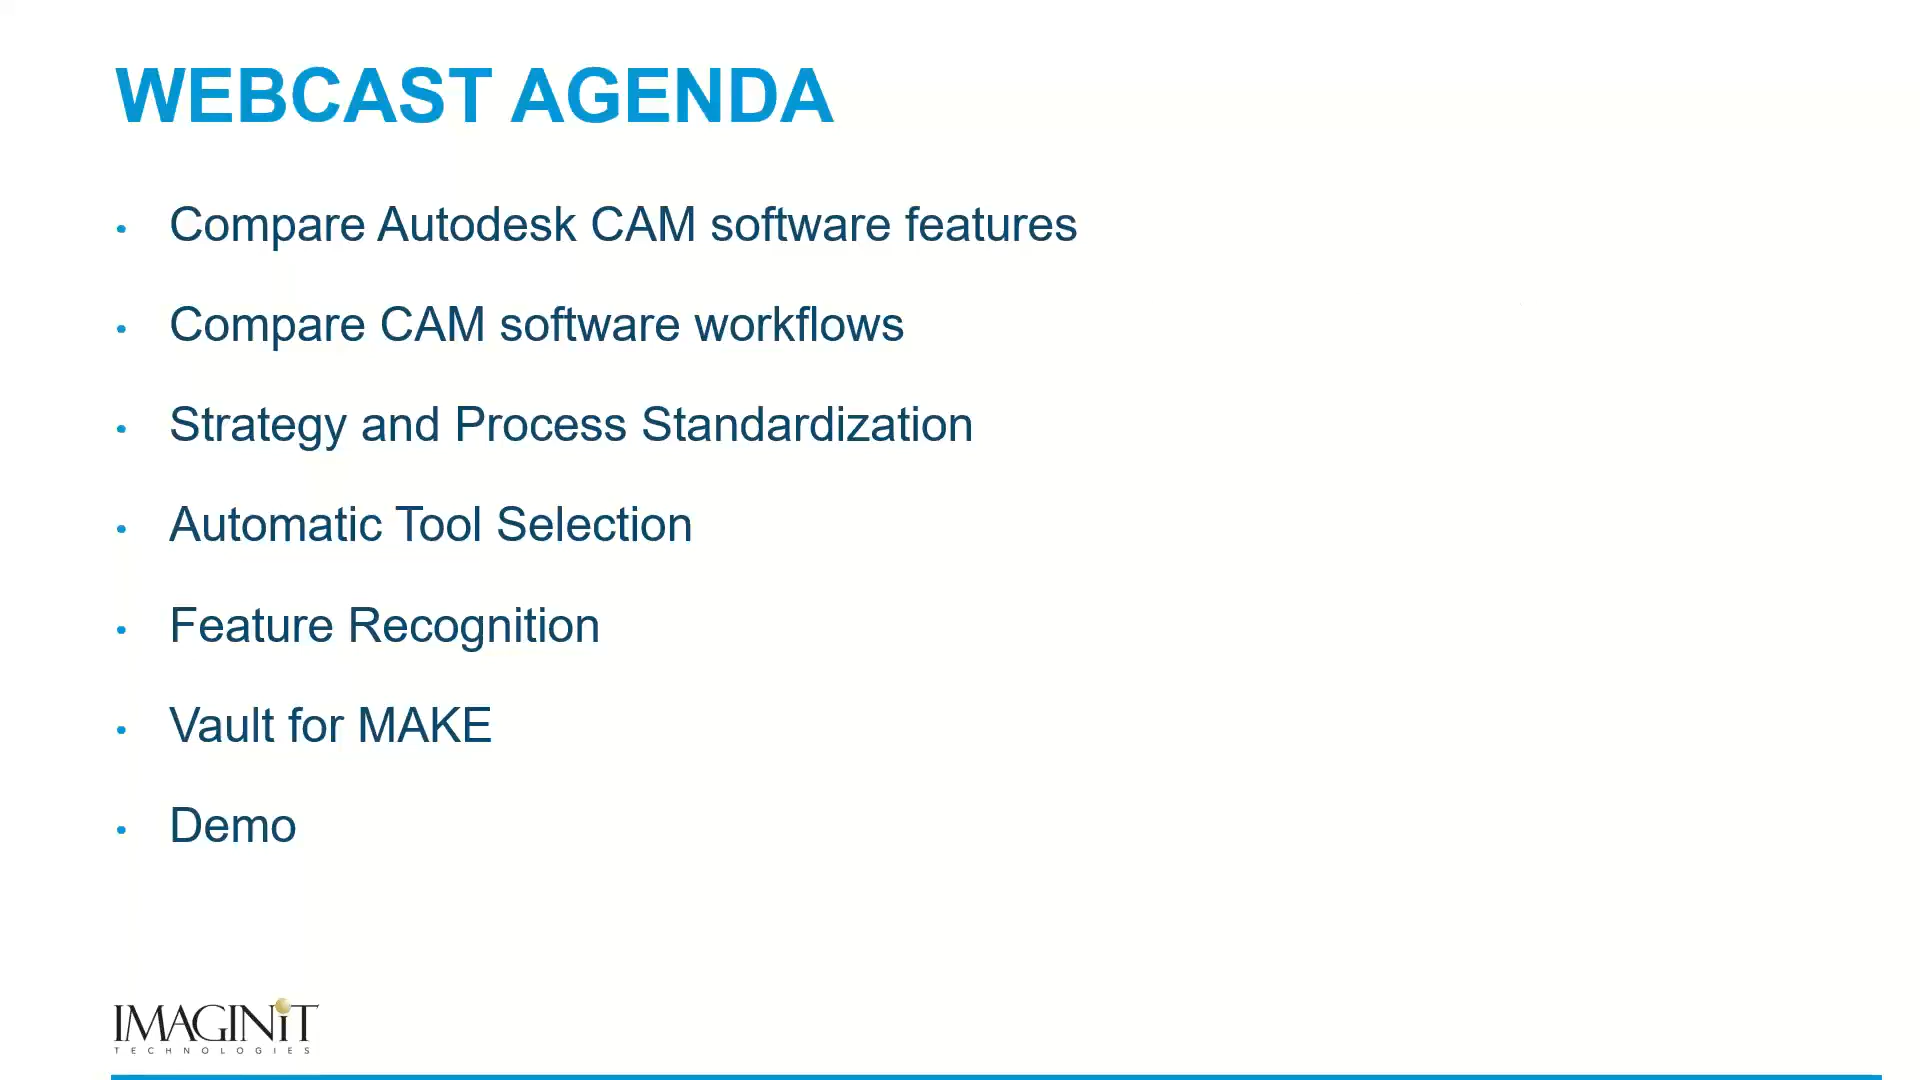 WEBCAST AGENDA
• Compare Autodesk CAM software features
• Compare CAM software workflows
• Strategy and Process Standardization
• Automatic Tool Selection
• Feature Recognition
• Vault for MAKE
• Demo
IMAGINiT
TECHNOLOGIES